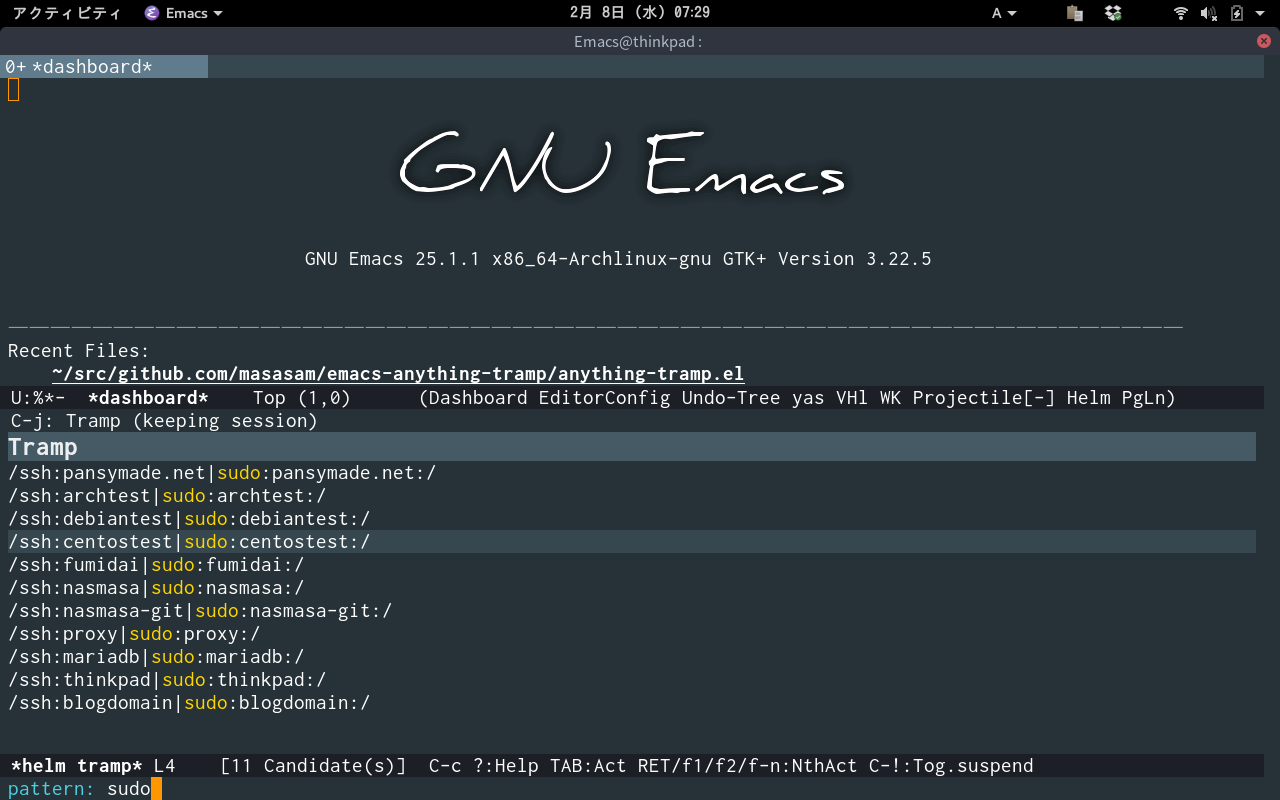 アクティビティ Emacs 2月 8日 (水) 07:29 A
Emacs@thinkpad:
0+ *dashboard*
GNU Emacs
GNU Emacs 25.1.1 x86_64-Archlinux-gnu GTK+ Version 3.22.5
Recent Files:
~/src/github.com/masasam/emacs-anything-tramp/anything-tramp.el
U:%*- *dashboard* Top (1,0) (Dashboard EditorConfig Undo-Tree yas VHl WK Projectile[-] Helm PgLn)
C-j: Tramp (keeping session)
Tramp
/ssh:pansymade.net|sudo:pansymade.net:/
/ssh:archtest|sudo:archtest:/
/ssh:debiantest|sudo:debiantest:/
/ssh:centostest|sudo:centostest:/
/ssh:fumidai|sudo:fumidai:/
/ssh:nasmasa|sudo:nasmasa:/
/ssh:nasmasa-git|sudo:nasmasa-git:/
/ssh:proxy|sudo:proxy:/
/ssh:mariadb|sudo:mariadb:/
/ssh:thinkpad|sudo:thinkpad:/
/ssh:blogdomain|sudo:blogdomain:/
*helm tramp* L4 [11 Candidate(s)] C-c ?:Help TAB:Act RET/f1/f2/f-n:NthAct C-!:Tog.suspend
pattern: sudo